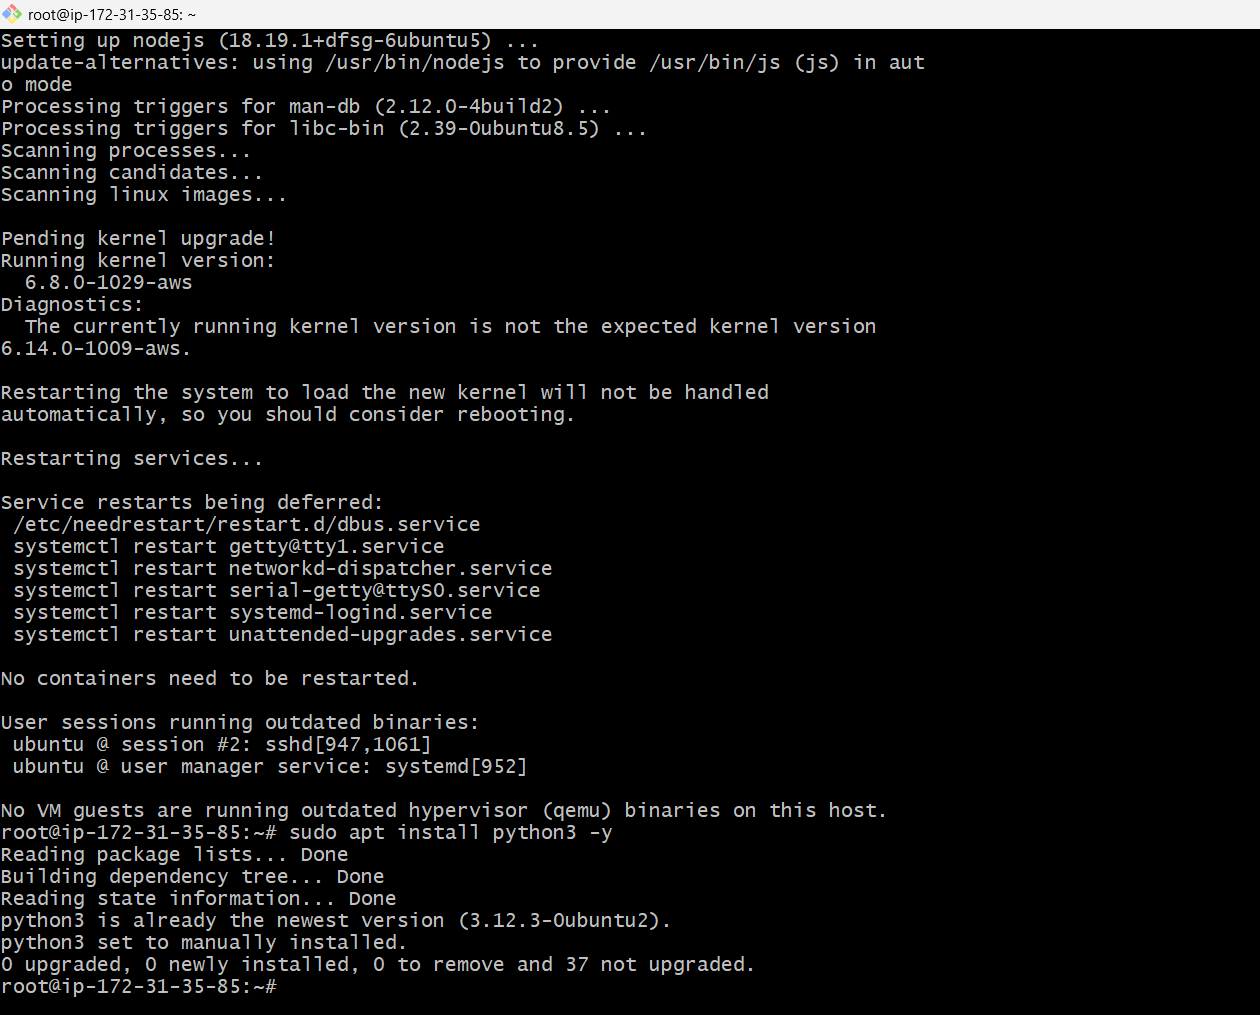 root@ip-172-31-35-85: ~
Setting up nodejs (18.19.1+dfsg-6ubuntu5) ...
update-alternatives: using /usr/bin/nodejs to provide /usr/bin/js (js) in aut
o mode
Processing triggers for man-db (2.12.0-4build2) ...
Processing triggers for libc-bin (2.39-0ubuntu8.5) ...
Scanning processes...
Scanning candidates...
Scanning linux images...
Pending kernel upgrade!
Running kernel version:
  6.8.0-1029-aws
Diagnostics:
  The currently running kernel version is not the expected kernel version
6.14.0-1009-aws.
Restarting the system to load the new kernel will not be handled
automatically, so you should consider rebooting.
Restarting services...
Service restarts being deferred:
 /etc/needrestart/restart.d/dbus.service
 systemctl restart getty@tty1.service
 systemctl restart networkd-dispatcher.service
 systemctl restart serial-getty@ttyS0.service
 systemctl restart systemd-logind.service
 systemctl restart unattended-upgrades.service
No containers need to be restarted.
User sessions running outdated binaries:
 ubuntu @ session #2: sshd[947,1061]
 ubuntu @ user manager service: systemd[952]
No VM guests are running outdated hypervisor (qemu) binaries on this host.
root@ip-172-31-35-85:~# sudo apt install python3 -y
Reading package lists... Done
Building dependency tree... Done
Reading state information... Done
python3 is already the newest version (3.12.3-0ubuntu2).
python3 set to manually installed.
0 upgraded, 0 newly installed, 0 to remove and 37 not upgraded.
root@ip-172-31-35-85:~#